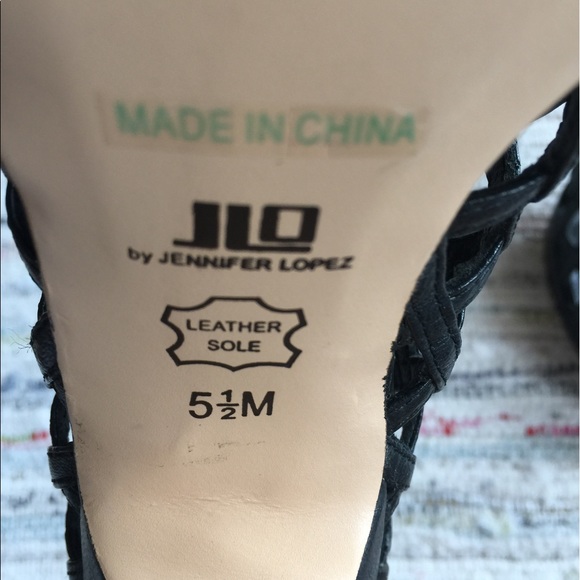 MADE IN CHINA
JLO
by JENNIFER LOPEZ
LEATHER
SOLE
5½M